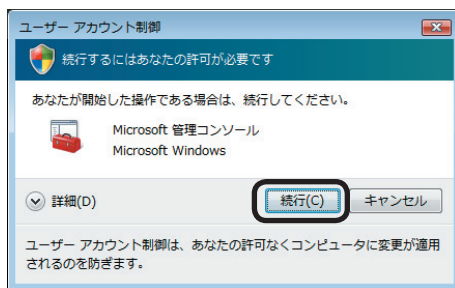 ユーザー アカウント制御
続行するにはあなたの許可が必要です
あなたが開始した操作である場合は、続行してください。
Microsoft 管理コンソール
Microsoft Windows
詳細(D)
続行(C)
キャンセル
ユーザー アカウント制御は、あなたの許可なくコンピュータに変更が適用
されるのを防ぎます。